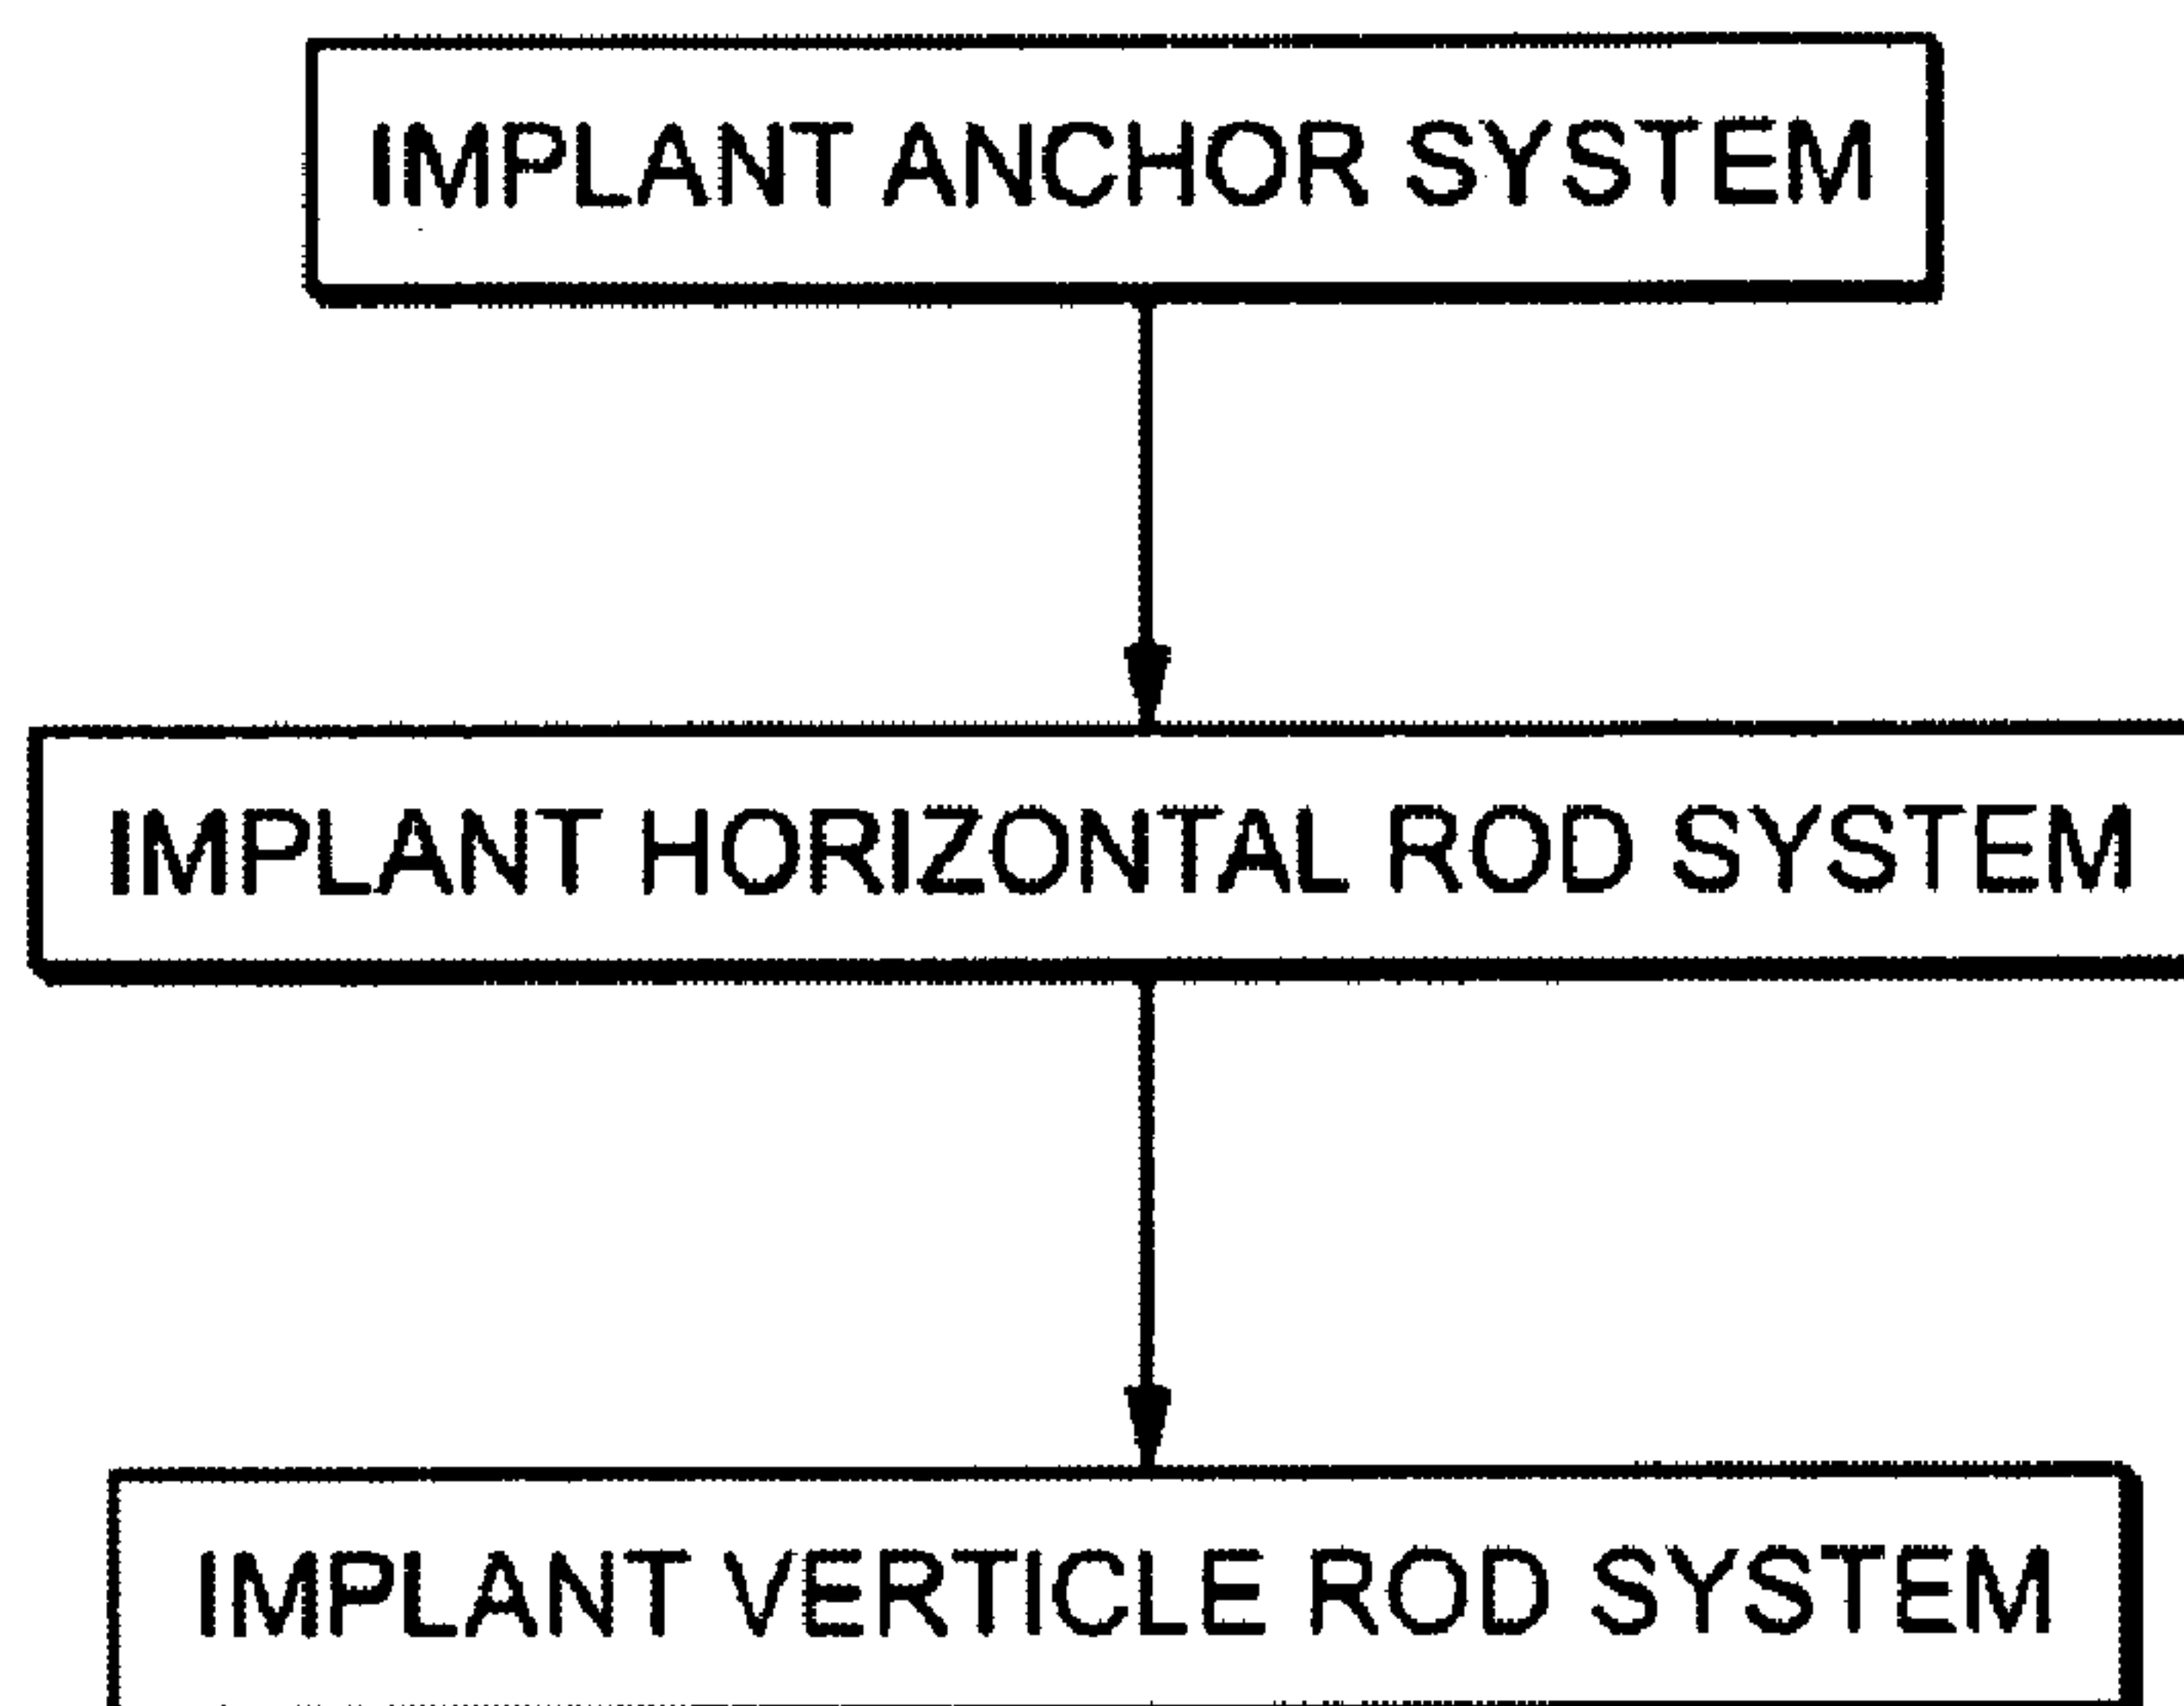 IMPLANT ANCHOR SYSTEM
IMPLANT HORIZONTAL ROD SYSTEM
IMPLANT VERTICLE ROD SYSTEM